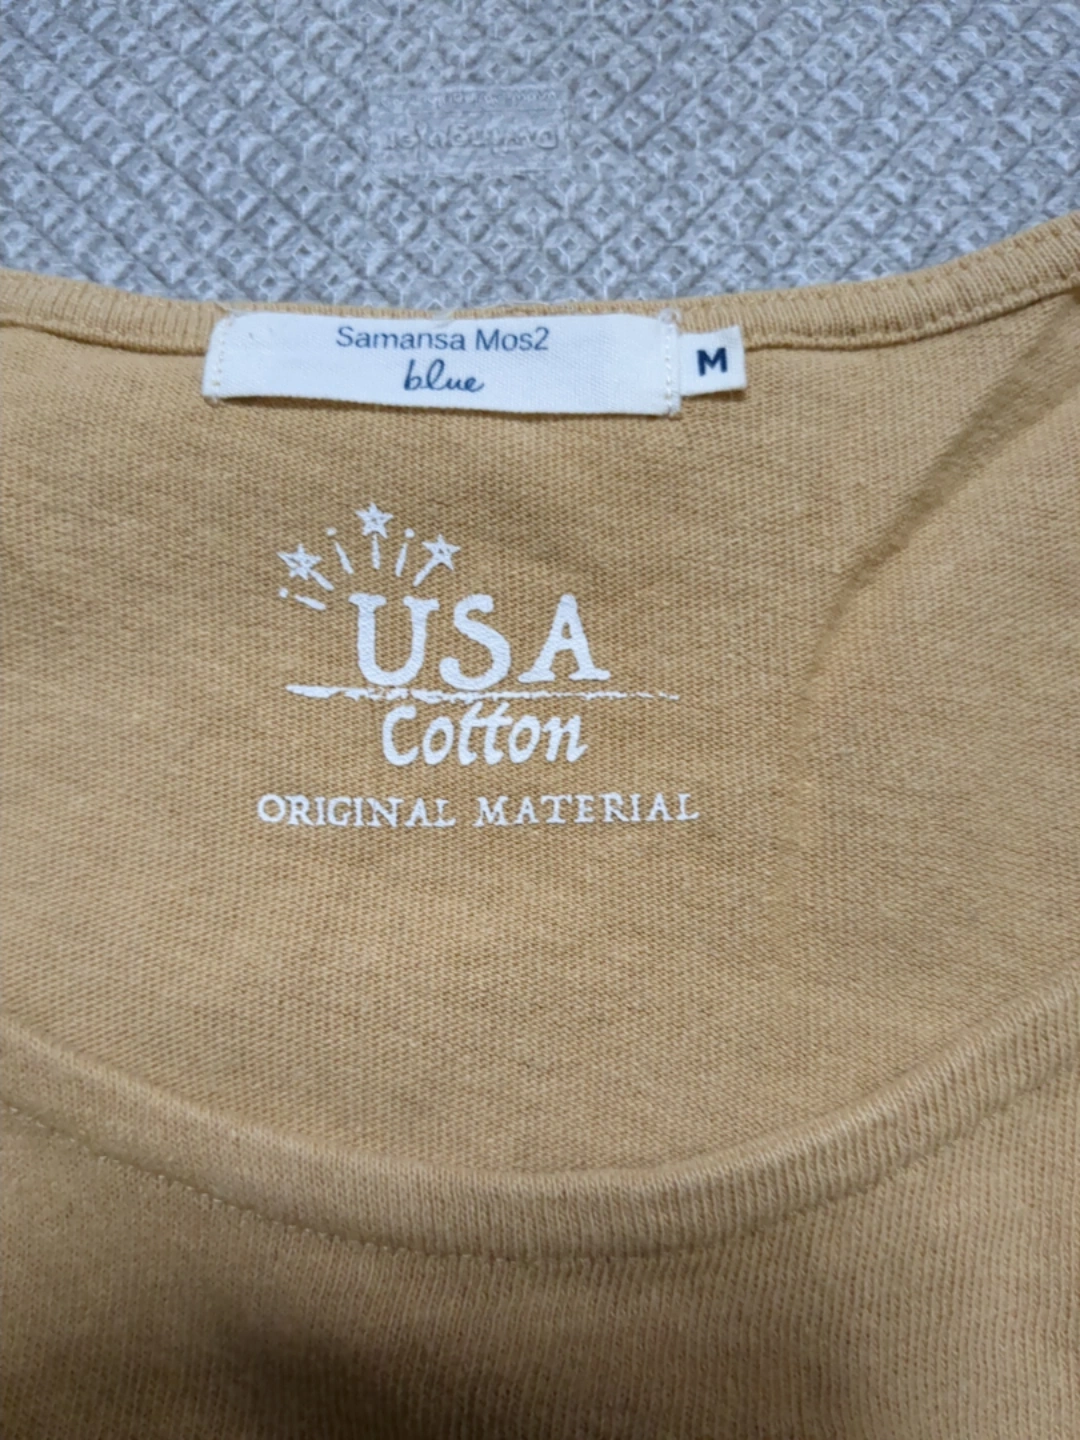 Samansa Mos2
blue
M
USA
Cotton
ORIGINAL MATERIAL